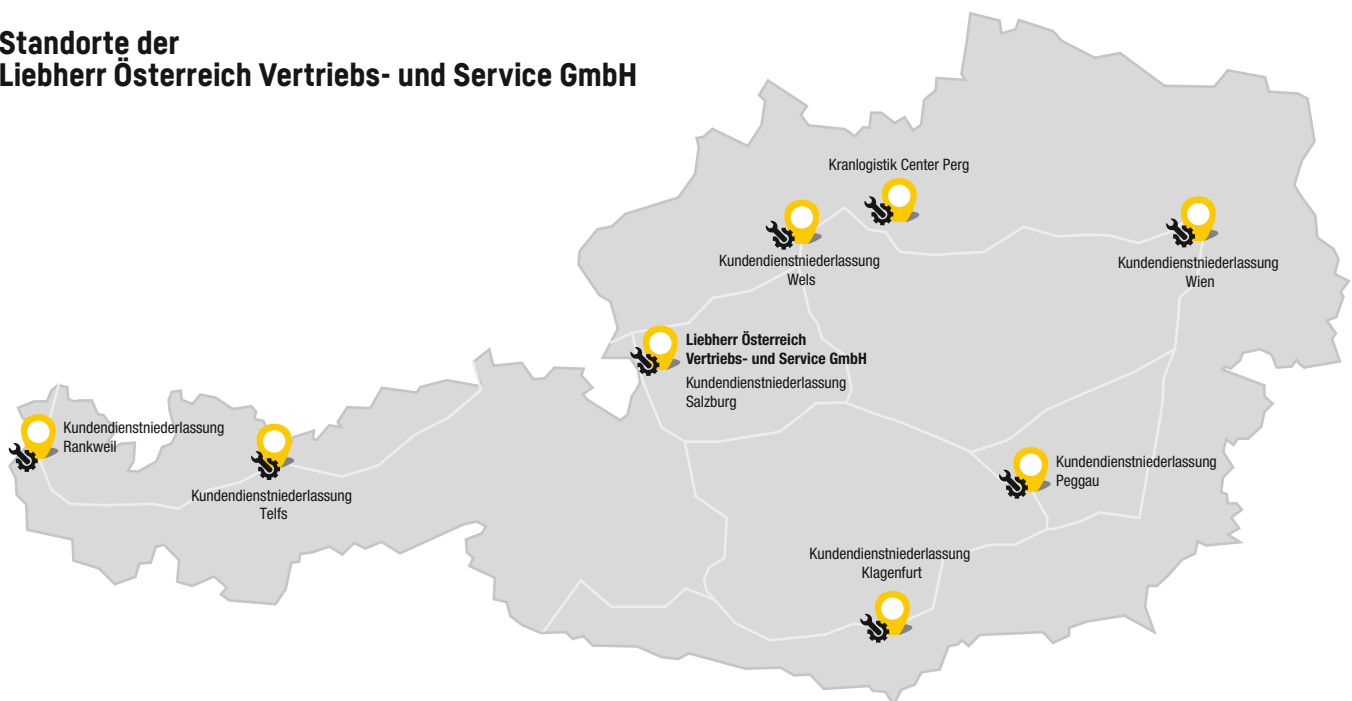 Standorte der
Liebherr Österreich Vertriebs- und Service GmbH
Kranlogistik Center Perg
Kundendienstniederlassung
Wels
Kundendienstniederlassung
Wien
Liebherr Österreich
Vertriebs- und Service GmbH
Kundendienstniederlassung
Salzburg
Kundendienstniederlassung
Rankweil
Kundendienstniederlassung
Telfs
Kundendienstniederlassung
Peggau
Kundendienstniederlassung
Klagenfurt